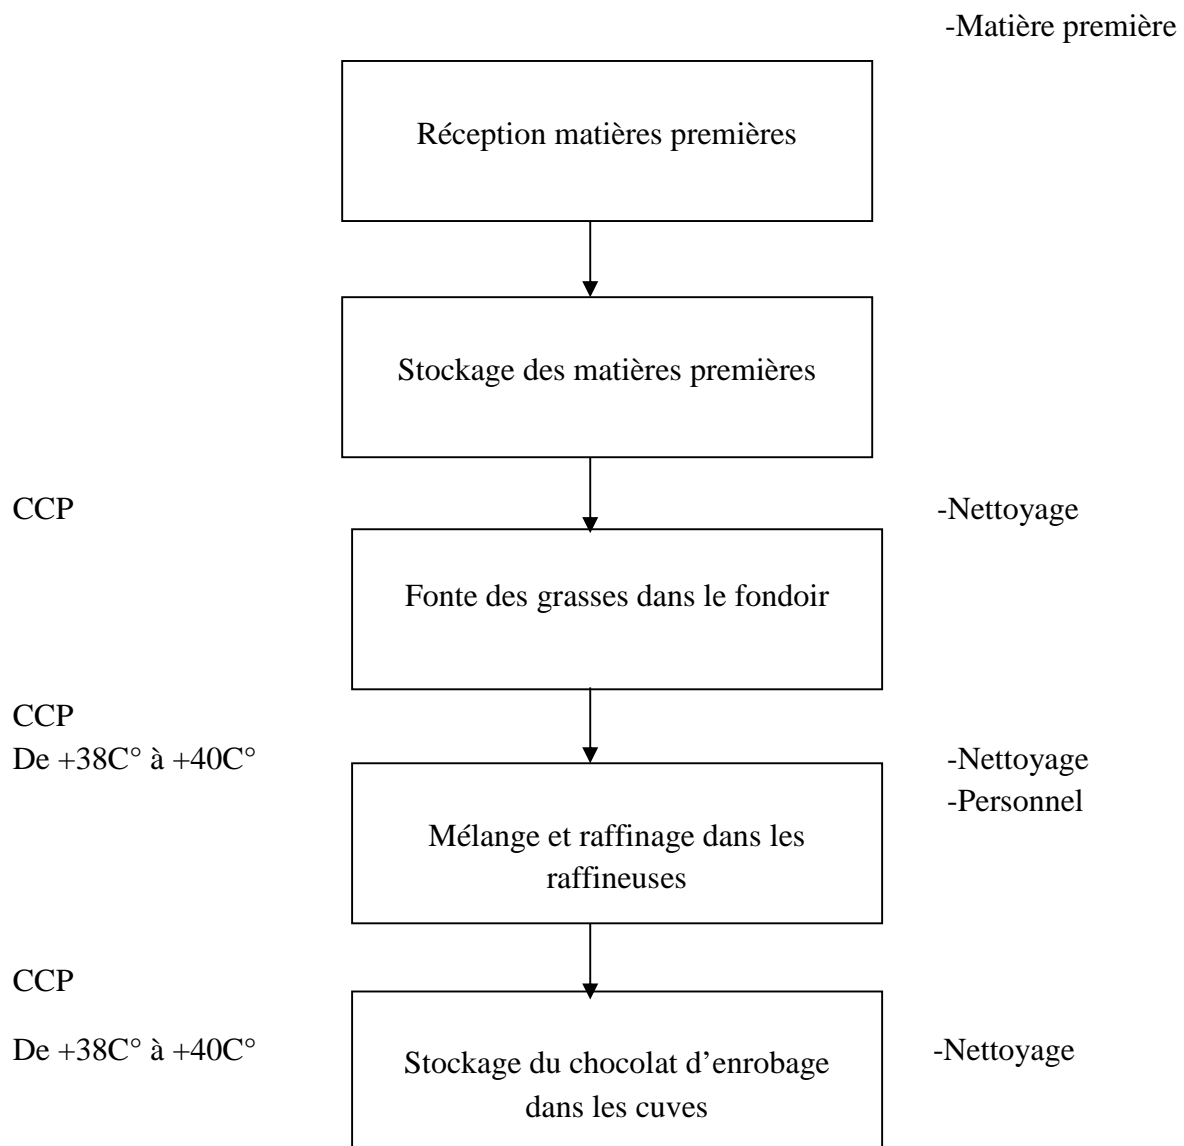 -Matière première
Réception matières premières
Stockage des matières premières
CCP
-Nettoyage
Fonte des grasses dans le fondoir
CCP
De +38C° à +40C°
-Nettoyage
-Personnel
Mélange et raffinage dans les
raffineuses
CCP
De +38C° à +40C°
-Nettoyage
Stockage du chocolat d’enrobage
dans les cuves